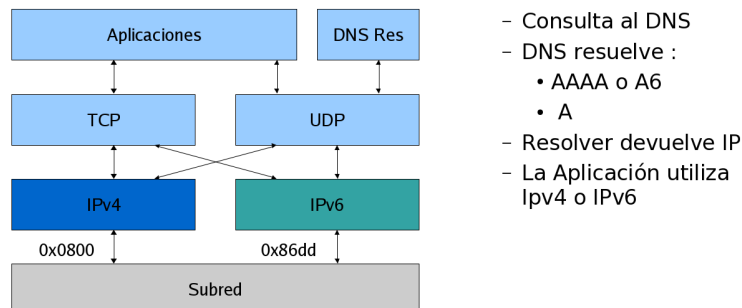 Aplicaciones
DNS Res
TCP
UDP
IPv4
IPv6
0x0800
0x86dd
Subred
– Consulta al DNS
– DNS resuelve :
• AAAA o A6
• A
– Resolver devuelve IP
– La Aplicación utiliza
Ipv4 o IPv6